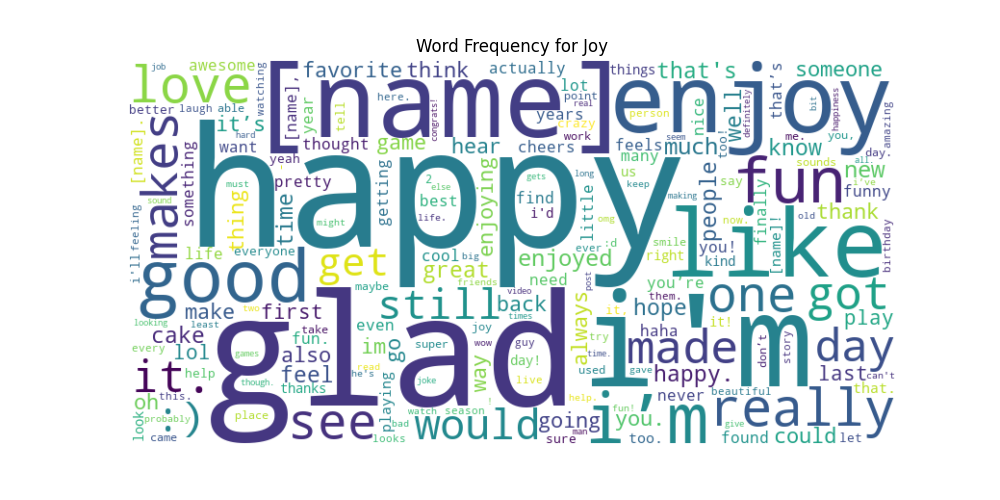 Word Frequency for Joy
job awesome watching favorite think actually things that's someone
love [name] enjoy
better laugh able [name], year tell congrats! here. lot point real years crazy work person nice well definitely that's bit happiness amazing
[name]. makes it's want hard thought game hear cheers feels much too! me. know you, day.
something yeah pretty happy getting 2 else best life. enjoying gets find i'd long many us little keep seem people say making fun sounds all. new i've funny
i'll feeling sound must thing time might omg old thank
life everyone good get cool big great enjoyed need ever :d smile right you! kind now. finally like [name]! birthday
maybe friends post you're them.
make two first still video times back hope one got play
looking least cake fun. take even joy wow guy day! always it, haha it! i'm
every lol games also im super go way try time. made don't story day
it. help though. feel thanks he's read joke live used gave happy. last can't that.
oh this. glad playing watch season ! help. never beautiful
look :) probably place see bad would going i'm fun! you. give really
came looks man sure too. found could let